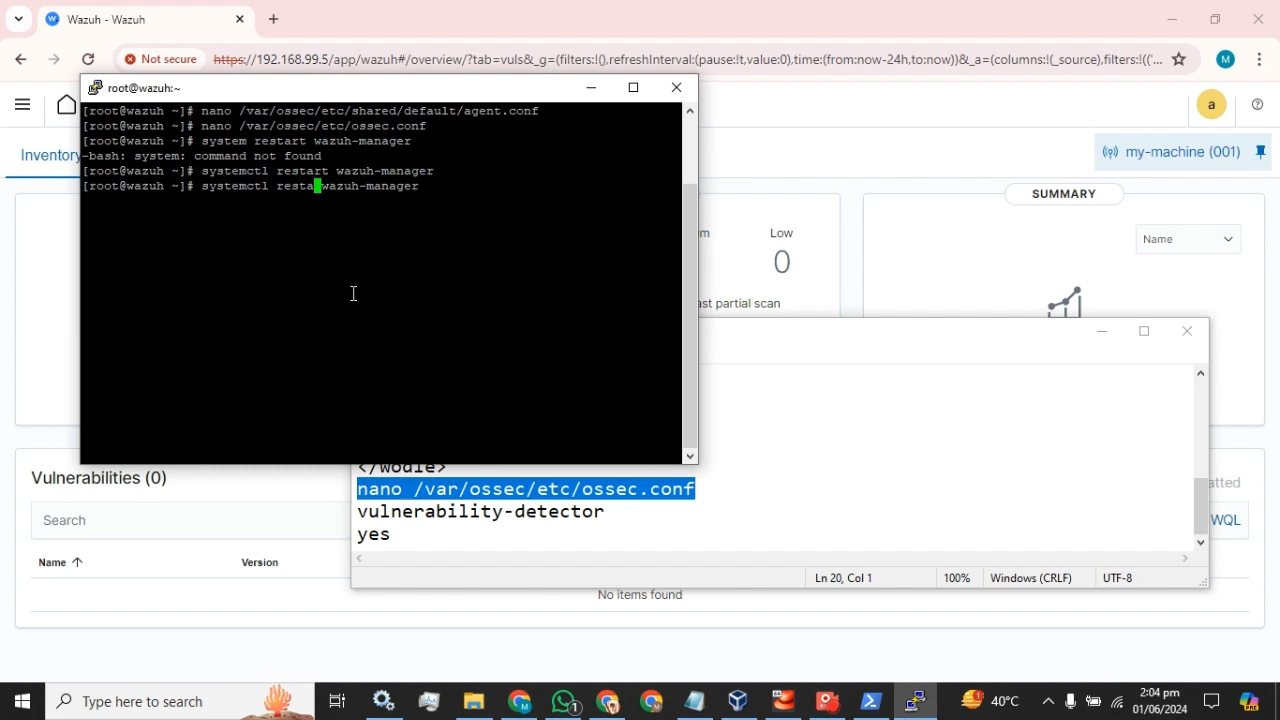 Wazuh - Wazuh
Not secure https://192.168.99.5/app/wazuh#/overview/?tab=vuls&_g=(filters:!(),refreshInterval:(pause:!t,value:0),time:(from:now-24h,to:now))&_a=(columns:!(_source),filters:!(('... M
root@wazuh:~
[root@wazuh ~]# nano /var/ossec/etc/shared/default/agent.conf
[root@wazuh ~]# nano /var/ossec/etc/ossec.conf
[root@wazuh ~]# system restart wazuh-manager
-bash: system: command not found
[root@wazuh ~]# systemctl restart wazuh-manager
[root@wazuh ~]# systemctl resta wazuh-manager
a
Inventory
my-machine (001)
SUMMARY
Low
Name
0
ast partial scan
</wodle>
nano /var/ossec/etc/ossec.conf
vulnerability-detector
yes
Ln 20, Col 1 100% Windows (CRLF) UTF-8
Vulnerabilities (0)
atted
Search
WQL
Name Version
No items found
Type here to search
1
40°C
2:04 pm
01/06/2024